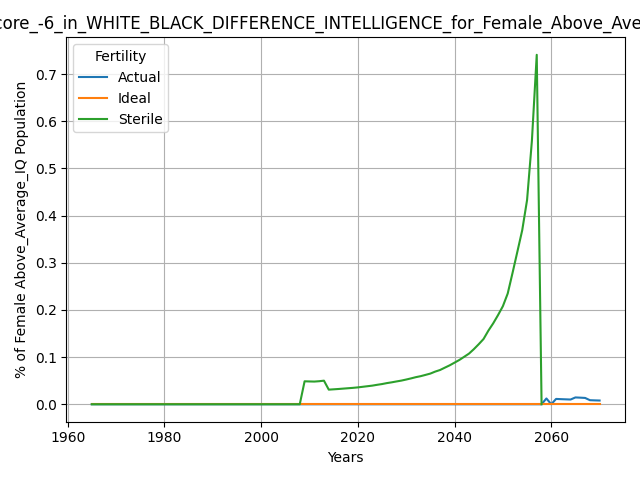 core_-6_in_WHITE_BLACK_DIFFERENCE_INTELLIGENCE_for_Female_Above_Ave
Fertility
Actual
Ideal
Sterile
% of Female Above_Average_IQ Population
0.7
0.6
0.5
0.4
0.3
0.2
0.1
0.0
1960 1980 2000 2020 2040 2060
Years